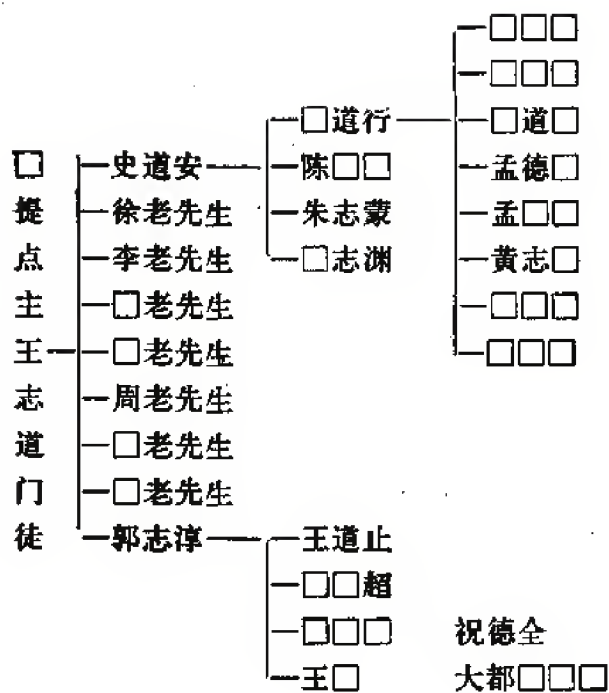 □提点主王志道门徒
史道安
徐老先生
李老先生
□老先生
□老先生
周老先生
□老先生
□老先生
郭志淳
□道行
陈□□
朱志蒙
□志渊
□□□
□□□
□道□
孟德□
孟□□
黄志□
□□□
□□□
王道止
□□超
□□□
王□
祝德全
大都□□□